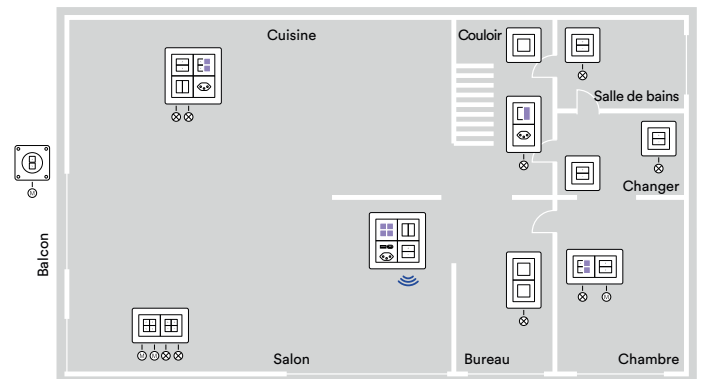 Cuisine
Couloir
Salle de bains
Changer
M
Balcon
M
M
M
Salon
Bureau
Chambre